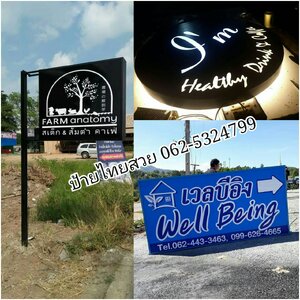 FARM anatomy
สเต็ก & ส้มตำ คาเฟ่
9'm
Healthy Drink & Light
ป้ายไทยสวย 062-5324799
เวลบีอิง
Well Being
Tel.062-443-3463, 099-626-4665